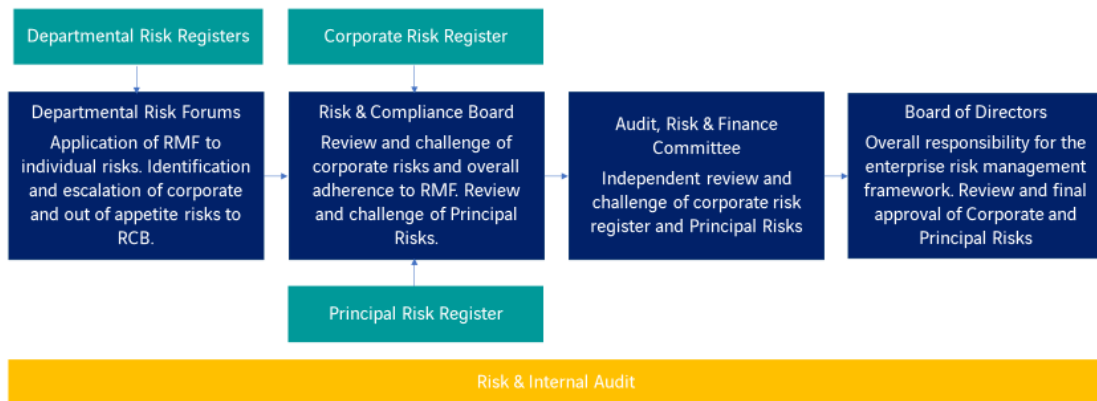 Departmental Risk Registers
Corporate Risk Register
Departmental Risk Forums
Application of RMF to
individual risks. Identification
and escalation of corporate
and out of appetite risks to
RCB.
Risk & Compliance Board
Review and challenge of
corporate risks and overall
adherence to RMF. Review
and challenge of Principal
Risks.
Audit, Risk & Finance
Committee
Independent review and
challenge of corporate risk
register and Principal Risks
Board of Directors
Overall responsibility for the
enterprise risk management
framework. Review and final
approval of Corporate and
Principal Risks
Principal Risk Register
Risk & Internal Audit